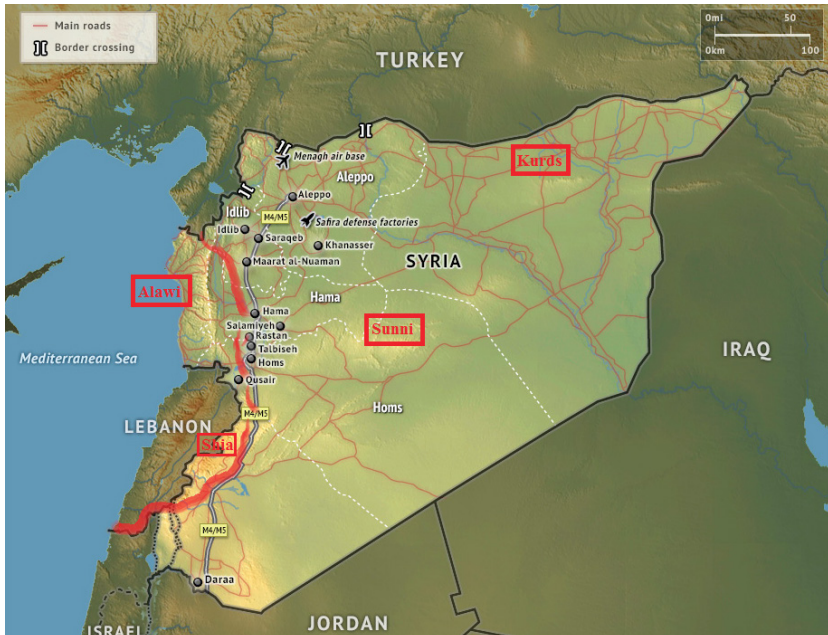 Main roads
Border crossing
0mi 50
0km 100
TURKEY
Menagh air base
Kurds
Aleppo
Aleppo
Idlib
M4/M5
Safira defense factories
Idlib
Saraqeb
Khanasser
Maarat al-Nuaman
SYRIA
Alawi
Hama
Hama
Salamiyeh
Sunni
Rastan
Talbiseh
Homs
Mediterranean Sea
IRAQ
Qusair
Homs
M4/M5
LEBANON
Shia
M4/M5
Daraa
JORDAN
ISRAEL